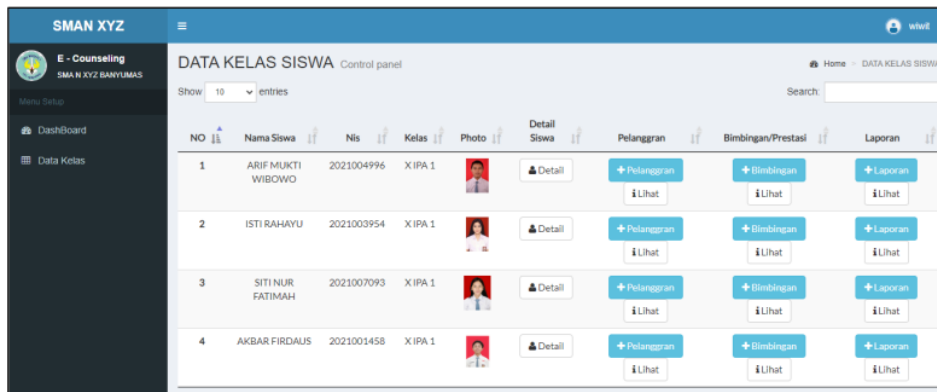 SMAN XYZ
wiwit
E - Counseling
SMA N XYZ BANYUMAS
DATA KELAS SISWA Control panel
Home > DATA KELAS SISWA
Show 10 entries
Search:
Menu Setup
DashBoard
Data Kelas
NO Nama Siswa Nis Kelas Photo Detail Siswa Pelanggran Bimbingan/Prestasi Laporan
1 ARIF MUKTI WIBOWO 2021004996 X IPA 1 Detail +Pelanggran +Bimbingan +Laporan
Lihat Lihat Lihat
2 ISTI RAHAYU 2021003954 X IPA 1 Detail +Pelanggran +Bimbingan +Laporan
Lihat Lihat Lihat
3 SITI NUR FATIMAH 2021007093 X IPA 1 Detail +Pelanggran +Bimbingan +Laporan
Lihat Lihat Lihat
4 AKBAR FIRDAUS 2021001458 X IPA 1 Detail +Pelanggran +Bimbingan +Laporan
Lihat Lihat Lihat